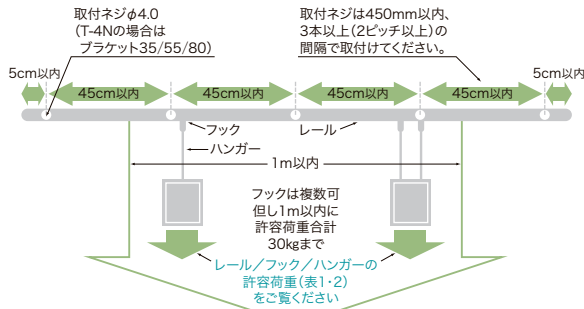 取付ネジφ4.0
(T-4Nの場合は
ブラケット35/55/80)
取付ネジは450mm以内、
3本以上(2ピッチ以上)の
間隔で取付けてください。
5cm以内
45cm以内
45cm以内
45cm以内
45cm以内
5cm以内
フック
レール
ハンガー
1m以内
フックは複数可
但し1m以内に
許容荷重合計
30kgまで
レール／フック／ハンガーの
許容荷重(表1・2)
をご覧ください